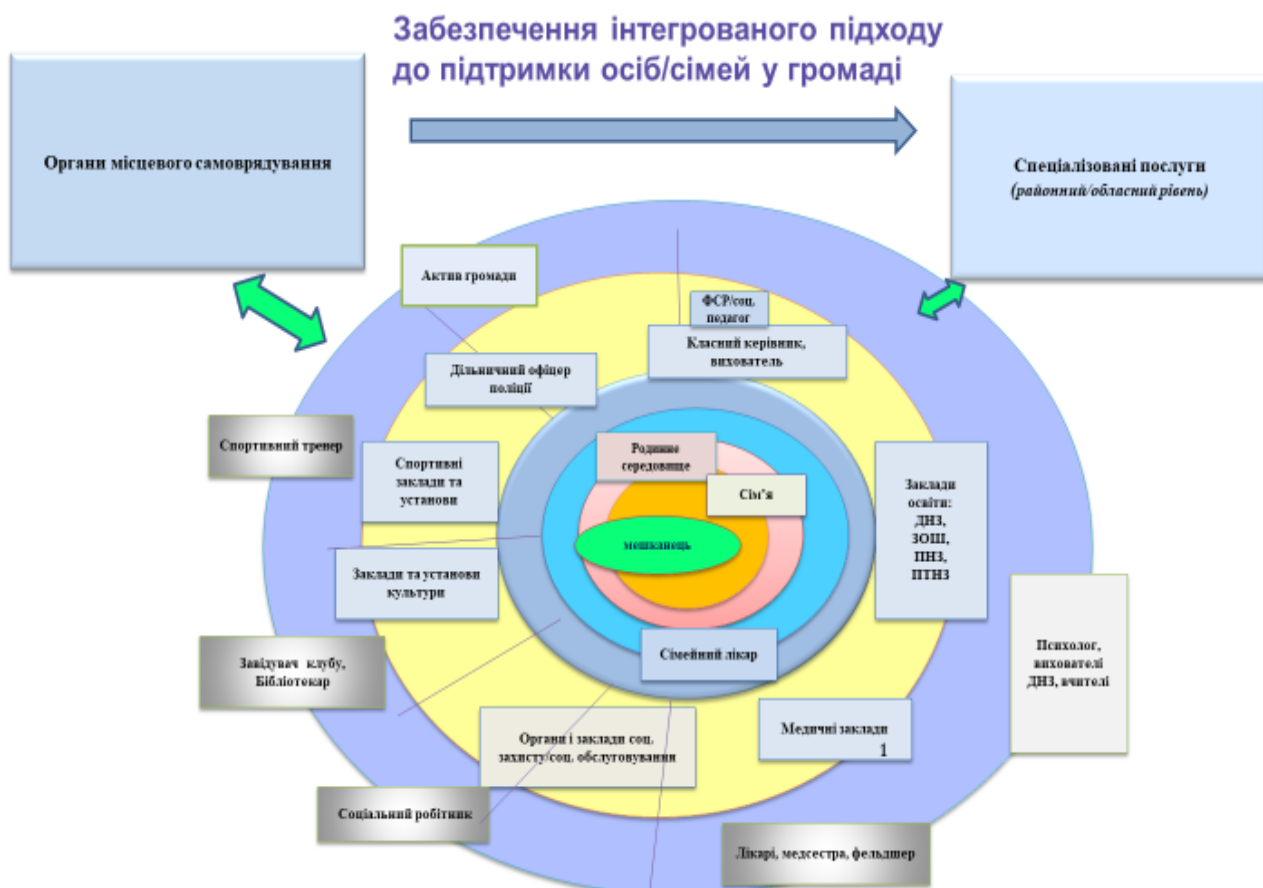 Забезпечення інтегрованого підходу
до підтримки осіб/сімей у громаді
Органи місцевого самоврядування
Спеціалізовані послуги
(районний/обласний рівень)
Актив громади
ФСР/соц.
педагог
Класний керівник,
вихователь
Дільничний офіцер
поліції
Спортивний тренер
Спортивні
заклади та
установи
Родинне
середовище
Сім'я
мешканець
Заклади
освіти:
ДНЗ,
ЗОШ,
ПНЗ,
ПТНЗ
Заклади та установи
культури
Сімейний лікар
Завідувач клубу,
Бібліотекар
Психолог,
вихователі
ДНЗ, вчителі
Органи і заклади соц.
захисту/соц. обслуговування
Медичні заклади
1
Соціальний робітник
Лікарі, медсестра, фельдшер